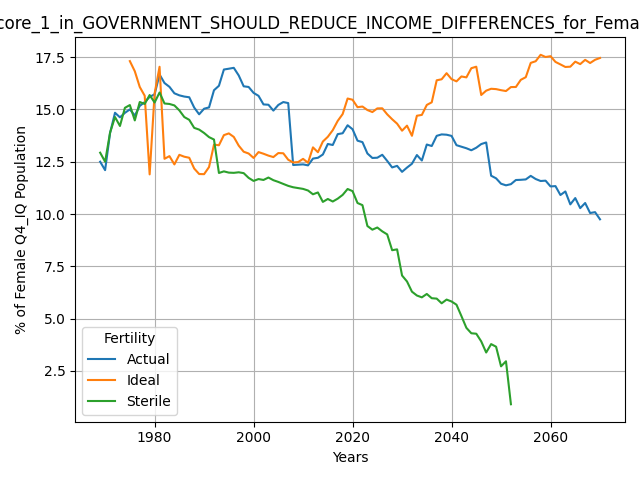 core_1_in_GOVERNMENT_SHOULD_REDUCE_INCOME_DIFFERENCES_for_Fema
17.5
15.0
12.5
10.0
7.5
5.0
2.5
% of Female Q4_IQ Population
Fertility
Actual
Ideal
Sterile
1980
2000
2020
2040
2060
Years